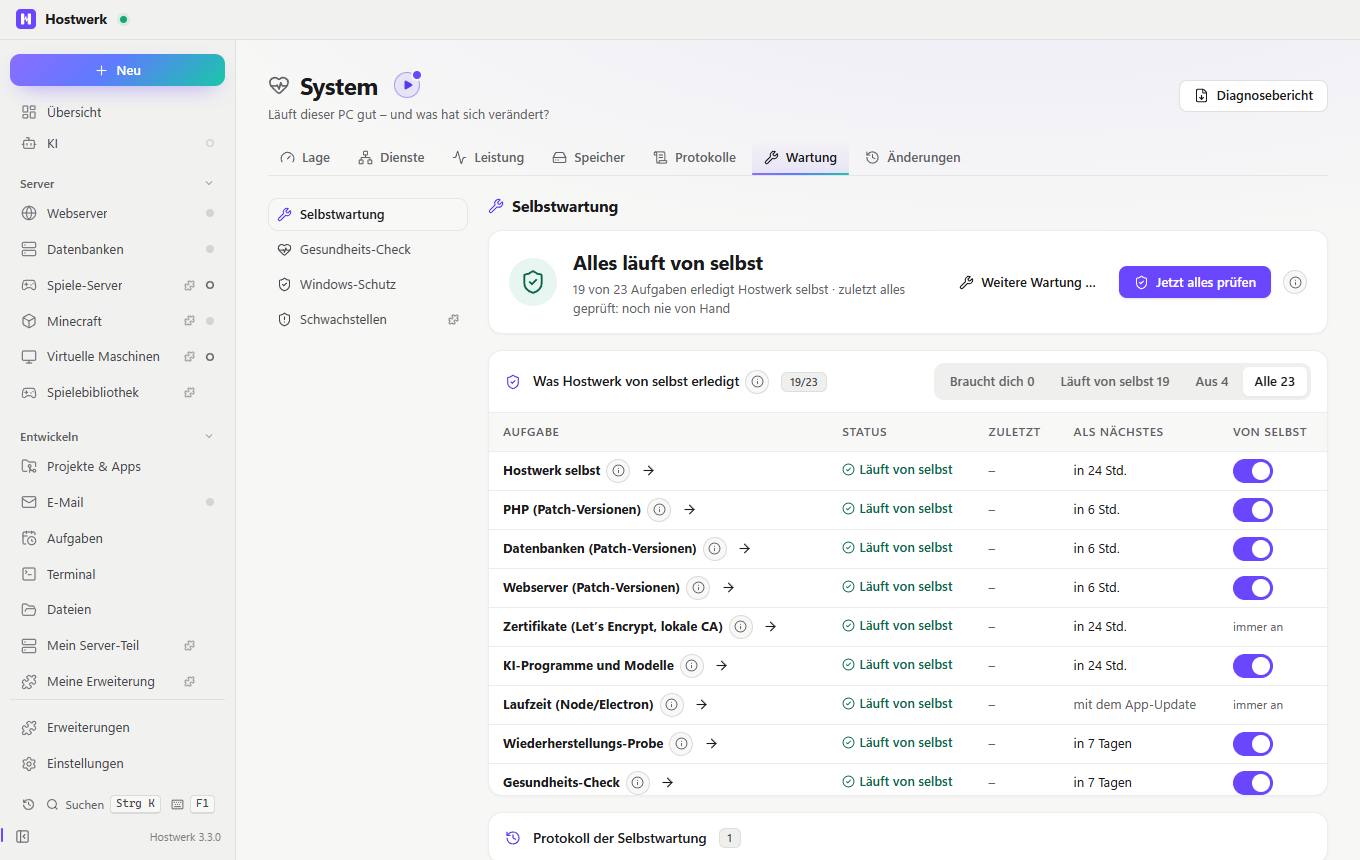 Hostwerk
Neu
Übersicht
KI
Server
Webserver
Datenbanken
Spiele-Server
Minecraft
Virtuelle Maschinen
Spielebibliothek
Entwickeln
Projekte & Apps
E-Mail
Aufgaben
Terminal
Dateien
Mein Server-Teil
Meine Erweiterung
Erweiterungen
Einstellungen
Suchen Strg K F1
Hostwerk 3.3.0
System
Läuft dieser PC gut – und was hat sich verändert?
Diagnosebericht
Lage Dienste Leistung Speicher Protokolle Wartung Änderungen
Selbstwartung
Gesundheits-Check
Windows-Schutz
Schwachstellen
Selbstwartung
Alles läuft von selbst
19 von 23 Aufgaben erledigt Hostwerk selbst · zuletzt alles
geprüft: noch nie von Hand
Weitere Wartung ...
Jetzt alles prüfen
Was Hostwerk von selbst erledigt 19/23
Braucht dich 0 Läuft von selbst 19 Aus 4 Alle 23
AUFGABE STATUS ZULETZT ALS NÄCHSTES VON SELBST
Hostwerk selbst Läuft von selbst – in 24 Std.
PHP (Patch-Versionen) Läuft von selbst – in 6 Std.
Datenbanken (Patch-Versionen) Läuft von selbst – in 6 Std.
Webserver (Patch-Versionen) Läuft von selbst – in 6 Std.
Zertifikate (Let’s Encrypt, lokale CA) Läuft von selbst – in 24 Std. immer an
KI-Programme und Modelle Läuft von selbst – in 24 Std.
Laufzeit (Node/Electron) Läuft von selbst – mit dem App-Update immer an
Wiederherstellungs-Probe Läuft von selbst – in 7 Tagen
Gesundheits-Check Läuft von selbst – in 7 Tagen
Protokoll der Selbstwartung 1